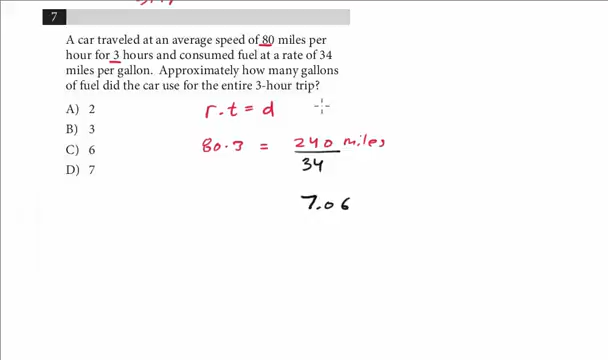 7
A car traveled at an average speed of 80 miles per
hour for 3 hours and consumed fuel at a rate of 34
miles per gallon. Approximately how many gallons
of fuel did the car use for the entire 3-hour trip?
A) 2
B) 3
C) 6
D) 7
r.t = d
80.3 = 240 miles
34
7.06